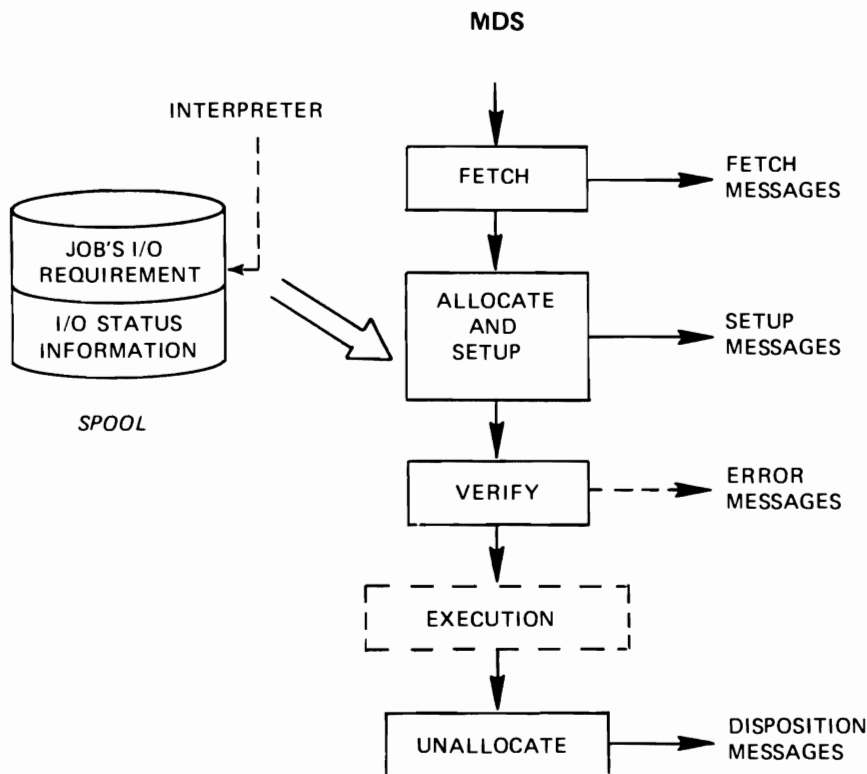 MDS
INTERPRETER
FETCH
FETCH
MESSAGES
JOB'S I/O
REQUIREMENT
I/O STATUS
INFORMATION
SPOOL
ALLOCATE
AND
SETUP
SETUP
MESSAGES
VERIFY
ERROR
MESSAGES
EXECUTION
UNALLOCATE
DISPOSITION
MESSAGES